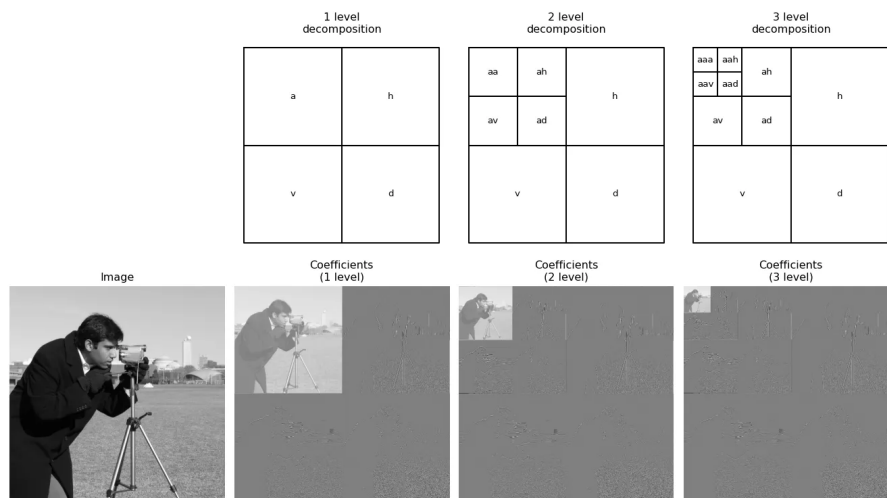 1 level
decomposition
2 level
decomposition
3 level
decomposition
a
h
v
d
aa
ah
av
ad
h
v
d
aaa
aah
aav
aad
ah
av
ad
h
v
d
Image
Coefficients
(1 level)
Coefficients
(2 level)
Coefficients
(3 level)